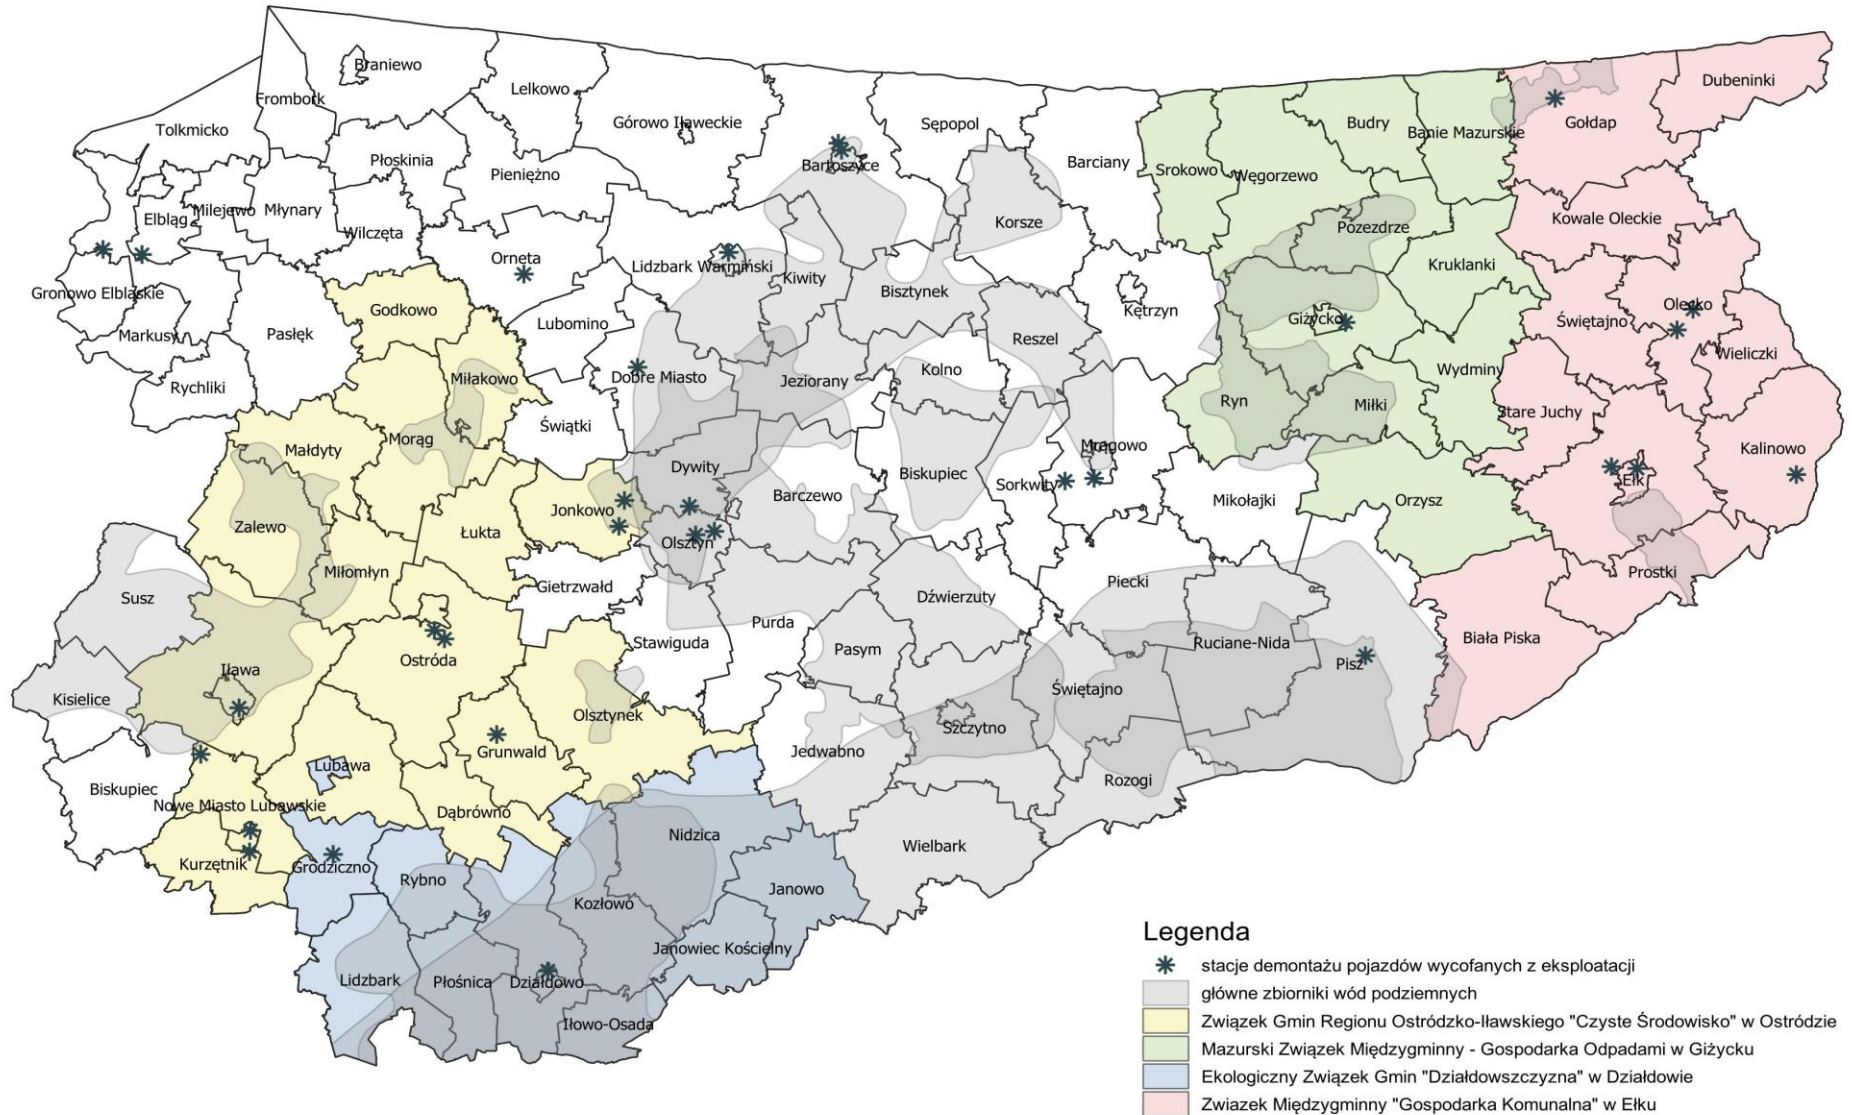 Braniewo
Lelkowo
Frombork
Tolkmicko
Górowo Iławeckie
Sępopol
Budry
Banie Mazurskie
Gołdap
Dubeninki
Płoskinia
Pieniężno
Bartoszyce
Barciany
Srokowo
Węgorzewo
Elbląg
Milejewo
Młynary
Wilczęta
Korsze
Pozezdrze
Kowale Oleckie
Orneta
Lidzbark Warmiński
Kiwity
Bisztynek
Kruklanki
Gronowo Elbląskie
Godkowo
Kętrzyn
Giżycko
Olecko
Markusy
Pasłęk
Lubomino
Reszel
Świętajno
Wieliczki
Rychliki
Miłakowo
Dobre Miasto
Jeziorany
Kolno
Wydminy
Ryn
Miłki
Stare Juchy
Świątki
Małdyty
Morąg
Mrągowo
Kalinowo
Dywity
Biskupiec
Sorkwity
Barczewo
Mikołajki
Orzysz
Ełk
Zalewo
Łukta
Jonkowo
Olsztyn
Miłomłyn
Gietrzwałd
Susz
Dźwierzuty
Piecki
Prostki
Purda
Stawiguda
Pasym
Ruciane-Nida
Biała Piska
Ostróda
Iława
Pisz
Kisielice
Świętajno
Olsztynek
Szczytno
Grunwald
Jedwabno
Lubawa
Rozogi
Biskupiec
Nowe Miasto Lubawskie
Dąbrówno
Nidzica
Wielbark
Kurzętnik
Grodziczno
Rybno
Kozłowo
Janowo
Janowiec Kościelny
Lidzbark
Płośnica
Działdowo
Iłowo-Osada
Legenda
stacje demontażu pojazdów wycofanych z eksploatacji
główne zbiorniki wód podziemnych
Związek Gmin Regionu Ostródzko-Iławskiego "Czyste Środowisko" w Ostródzie
Mazurski Związek Międzygminny - Gospodarka Odpadami w Giżycku
Ekologiczny Związek Gmin "Działdowszczyzna" w Działdowie
Zwiazek Międzygminny "Gospodarka Komunalna" w Ełku